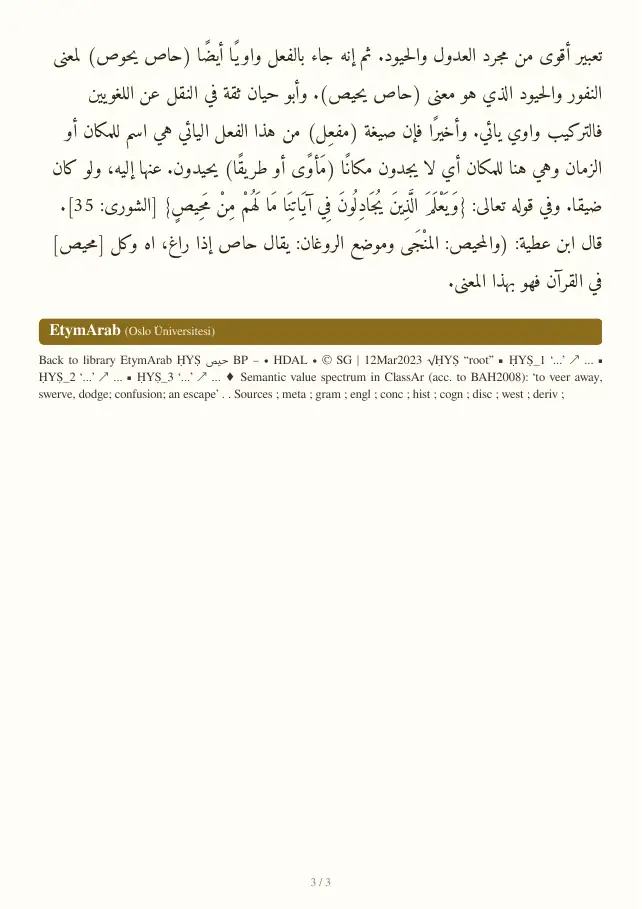 تعبير أقوى من مجرد العدول والحيود. ثم إنه جاء بالفعل واويًا أيضًا (حاص يحوص) لمعنى
النفور والحيود الذي هو معنى (حاص يحيص). وأبو حيان ثقة في النقل عن اللغويين
فالتركيب واوي يائي. وأخيرًا فإن صيغة (مفعِل) من هذا الفعل اليائي هي اسم للمكان أو
الزمان وهي هنا للمكان أي لا يجدون مكانًا (مَأوًى أو طريقًا) يحيدون. عنها إليه، ولو كان
ضيقا. وفي قوله تعالى: {وَيَعْلَمَ الَّذِينَ يُجَادِلُونَ فِي آيَاتِنَا مَا لَهُمْ مِنْ مَحِيصٍ} [الشورى: 35].
قال ابن عطية: (والمحيص: المنْجَى وموضع الروغان: يقال حاص إذا راغ، اه وكل [محيص]
في القرآن فهو بهذا المعنى.
EtymArab (Oslo Üniversitesi)
Back to library EtymArab ḤYṢ حيص BP – • HDAL • © SG | 12Mar2023 √ḤYṢ “root” ▪ ḤYṢ_1 ‘...’ ↗ ... ▪
ḤYṢ_2 ‘...’ ↗ ... ▪ ḤYṢ_3 ‘...’ ↗ ... ♦ Semantic value spectrum in ClassAr (acc. to BAH2008): ‘to veer away,
swerve, dodge; confusion; an escape’ . . Sources ; meta ; gram ; engl ; conc ; hist ; cogn ; disc ; west ; deriv ;
3 / 3